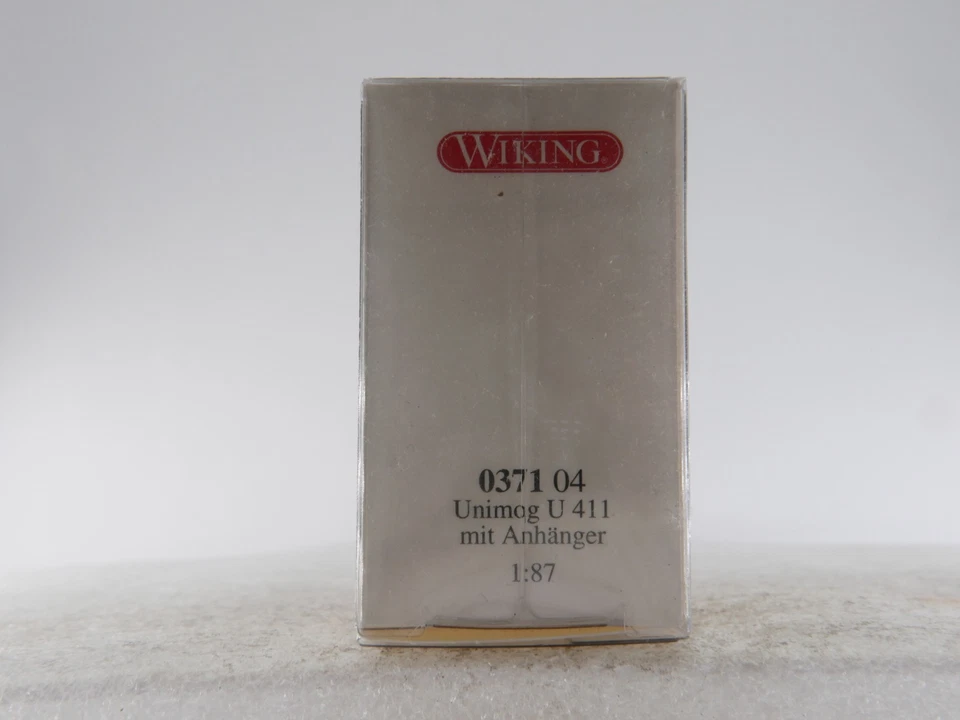 WIKING
0371 04
Unimog U 411
mit Anhänger
1:87